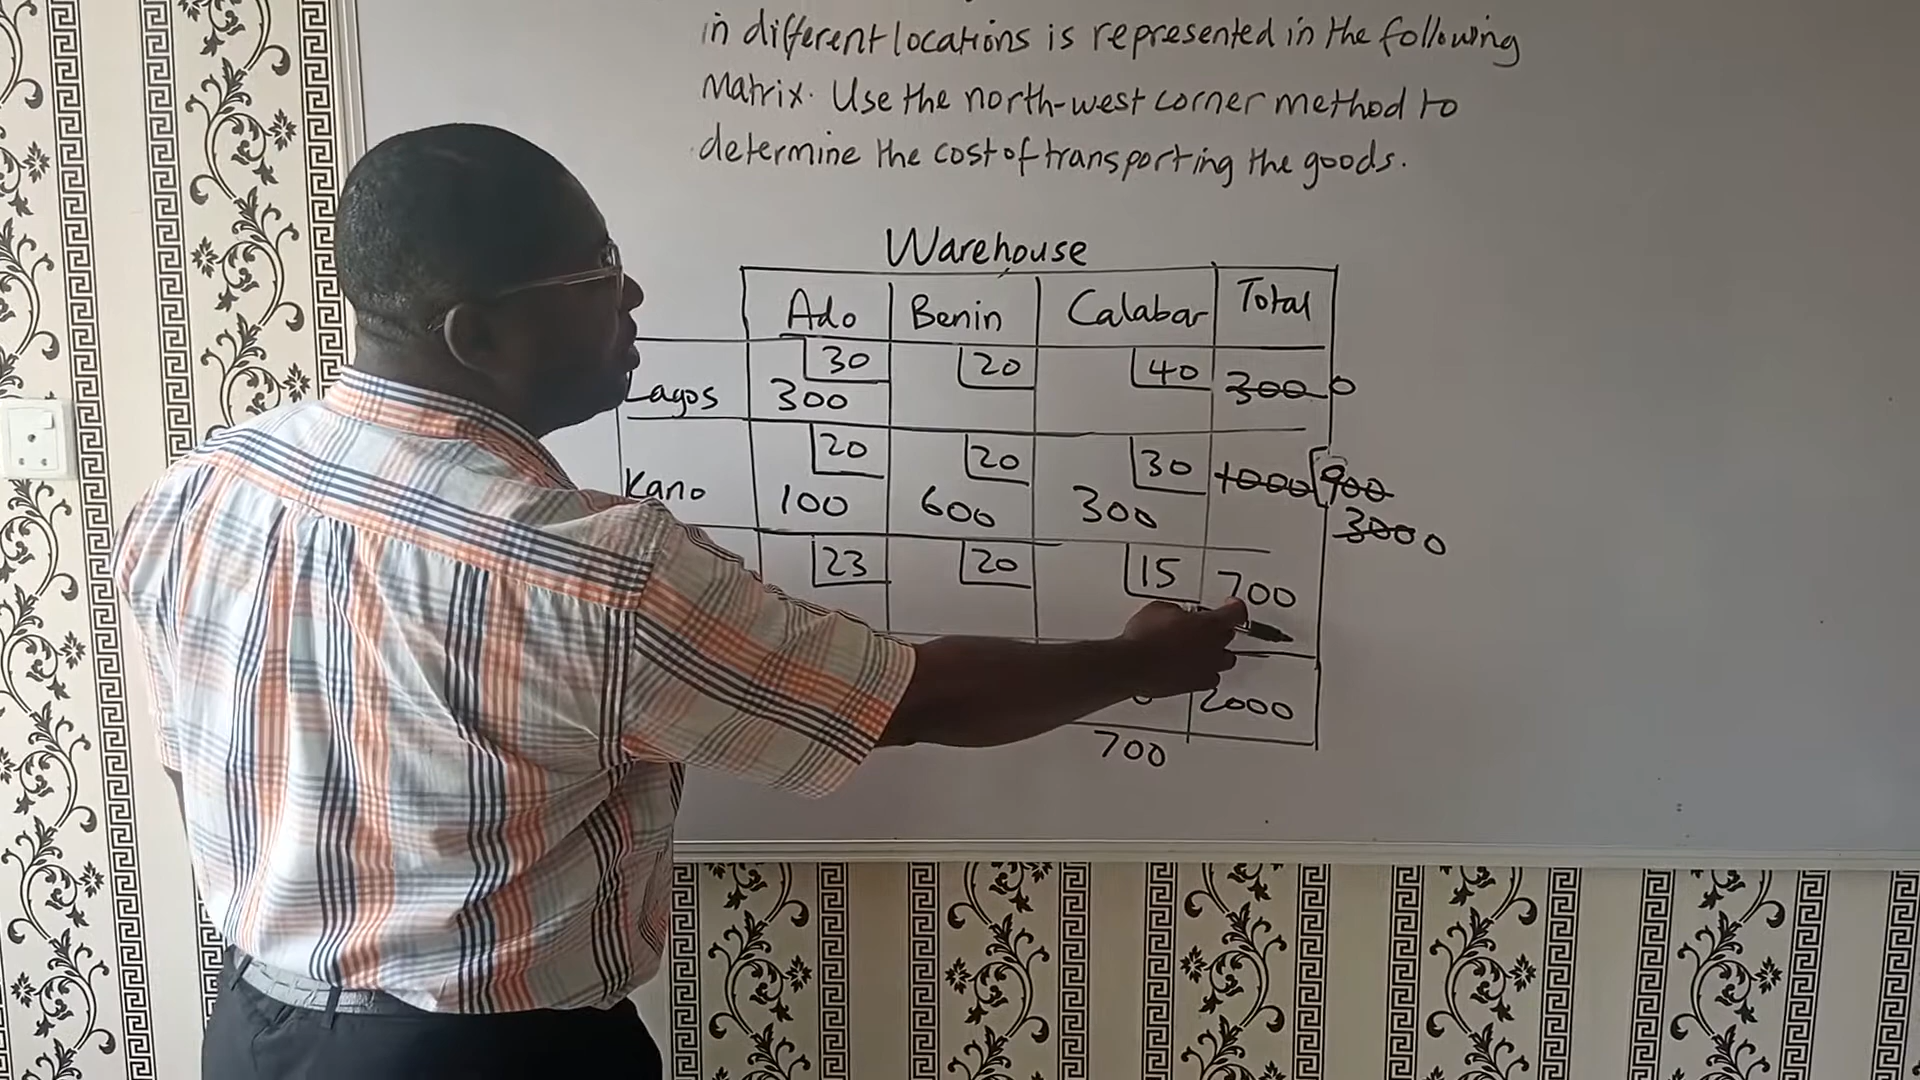 in different locations is represented in the following
Matrix. Use the north-west corner method to
determine the cost of transporting the goods.
Warehouse
Ado Benin Calabar Total
30 20 40
Lagos 300 300 0
20 20 30
Kano 100 600 300 1000 900
300 0
23 20 15 700
2000
700